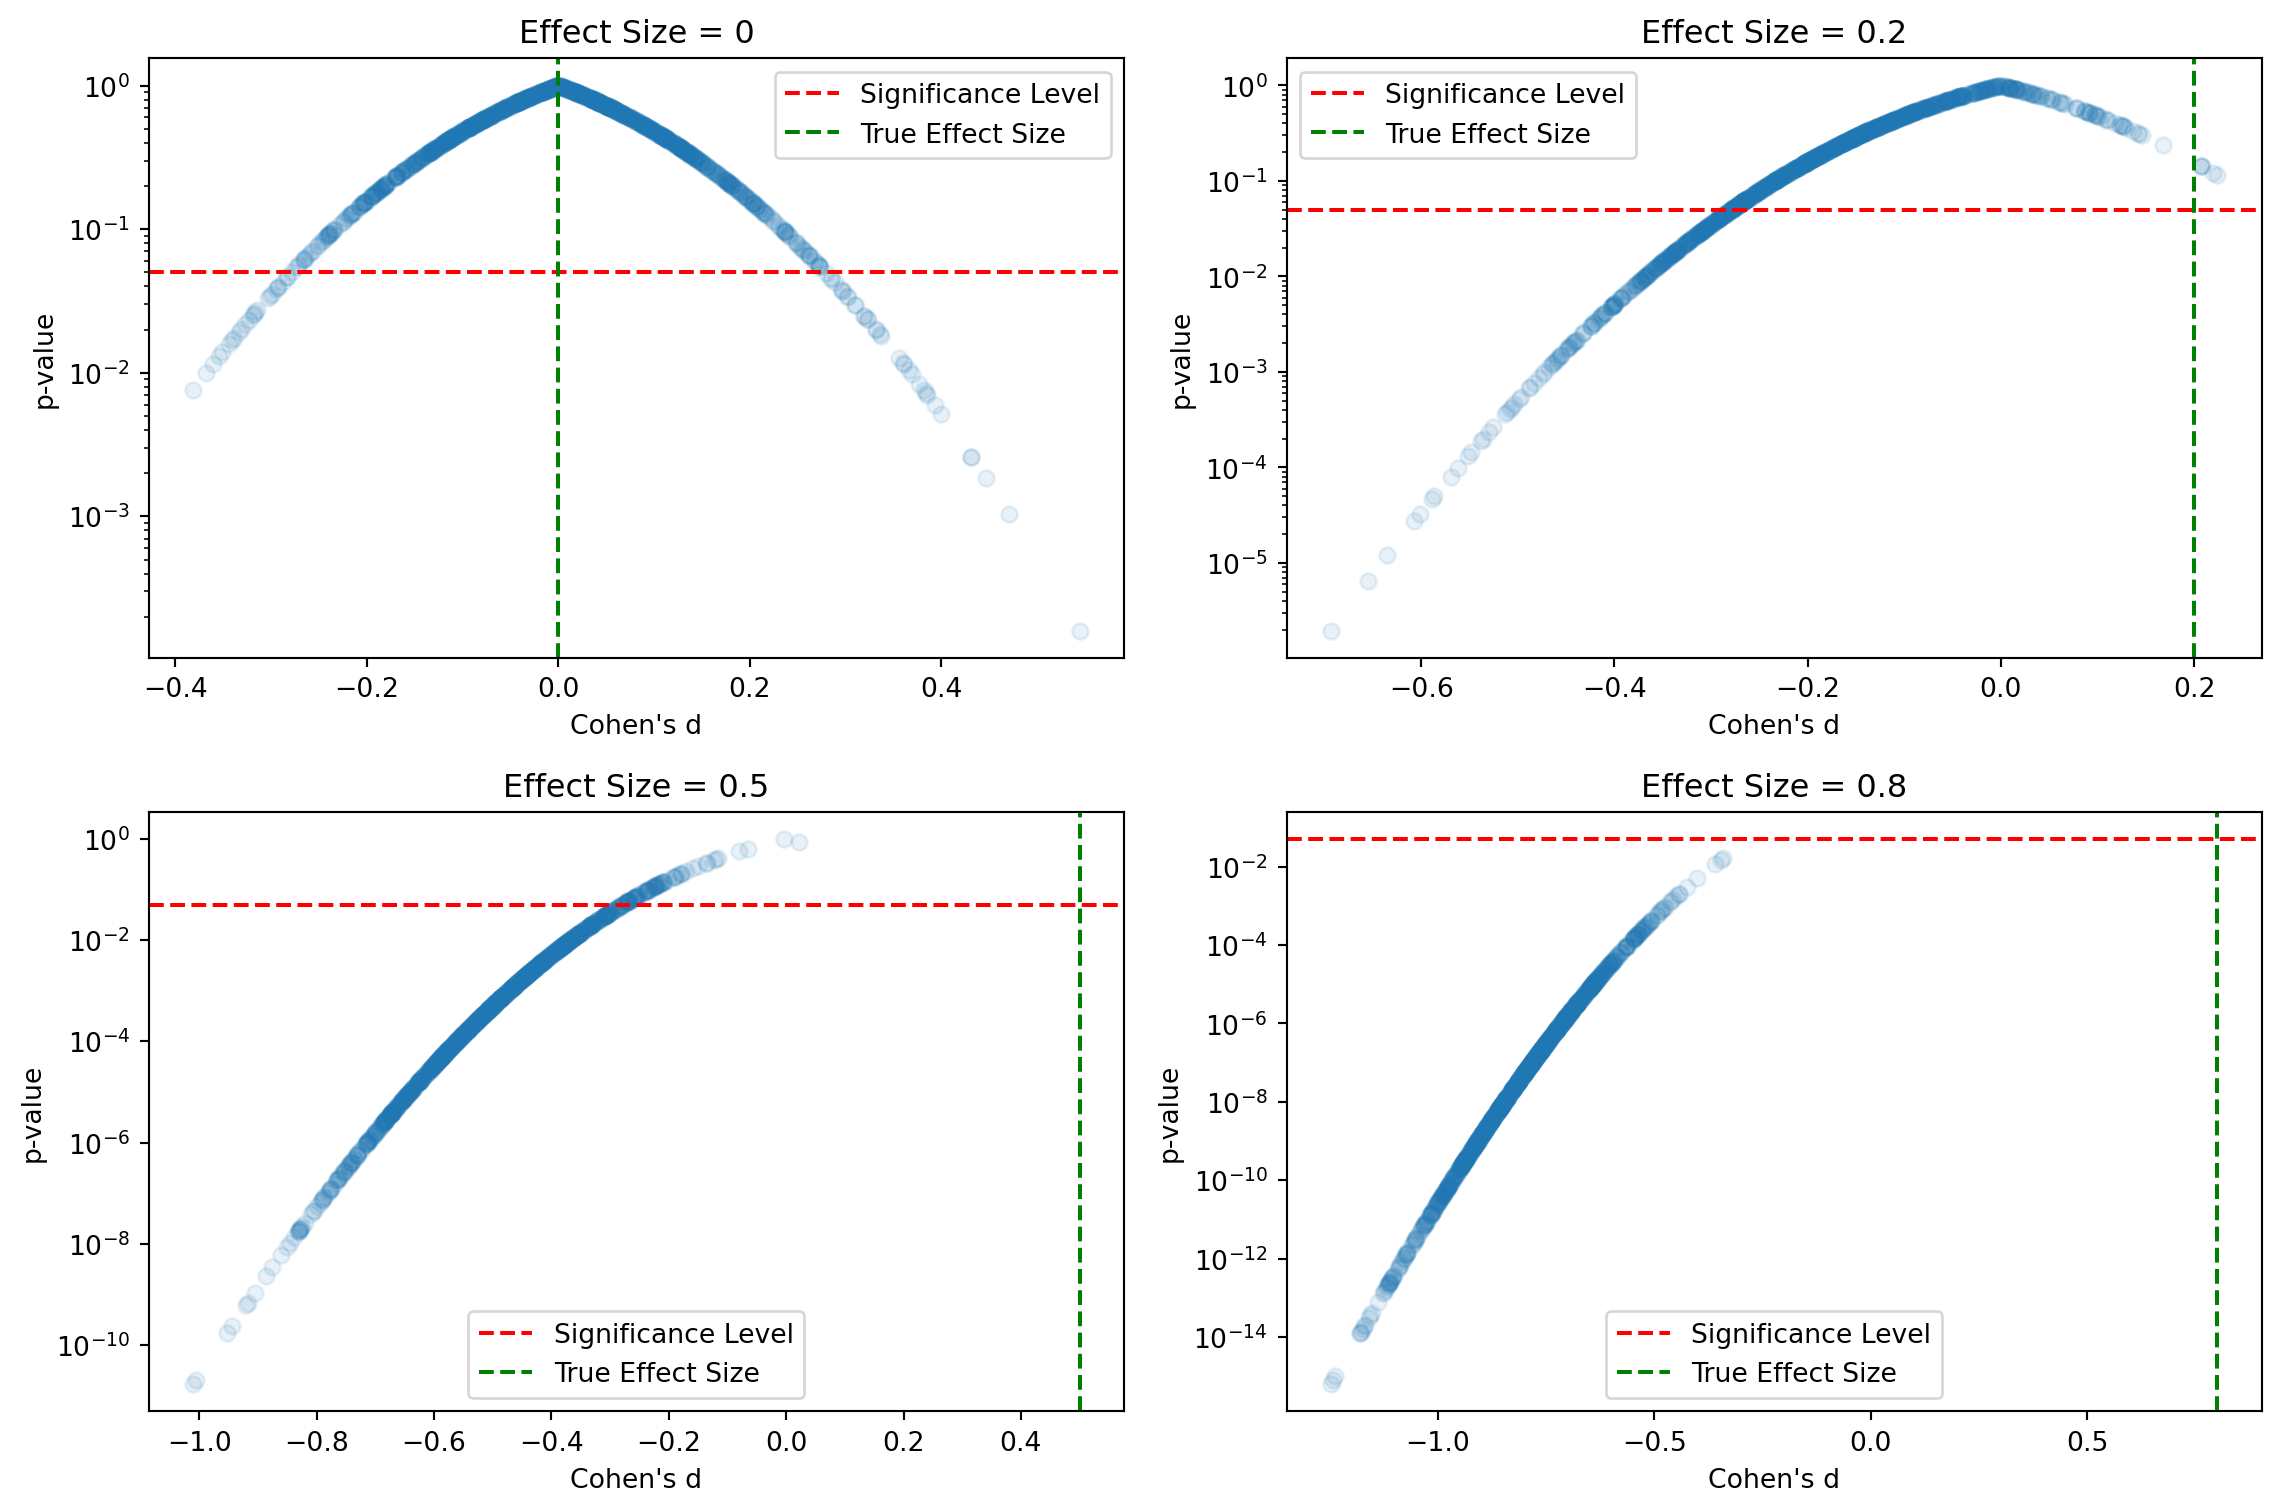 Effect Size = 0
10⁰
10⁻¹
10⁻²
10⁻³
p-value
Significance Level
True Effect Size
−0.4 −0.2 0.0 0.2 0.4
Cohen's d
Effect Size = 0.2
10⁰
10⁻¹
10⁻²
10⁻³
10⁻⁴
10⁻⁵
p-value
Significance Level
True Effect Size
−0.6 −0.4 −0.2 0.0 0.2
Cohen's d
Effect Size = 0.5
10⁰
10⁻²
10⁻⁴
10⁻⁶
10⁻⁸
10⁻¹⁰
p-value
Significance Level
True Effect Size
−1.0 −0.8 −0.6 −0.4 −0.2 0.0 0.2 0.4
Cohen's d
Effect Size = 0.8
10⁻²
10⁻⁴
10⁻⁶
10⁻⁸
10⁻¹⁰
10⁻¹²
10⁻¹⁴
p-value
Significance Level
True Effect Size
−1.0 −0.5 0.0 0.5
Cohen's d